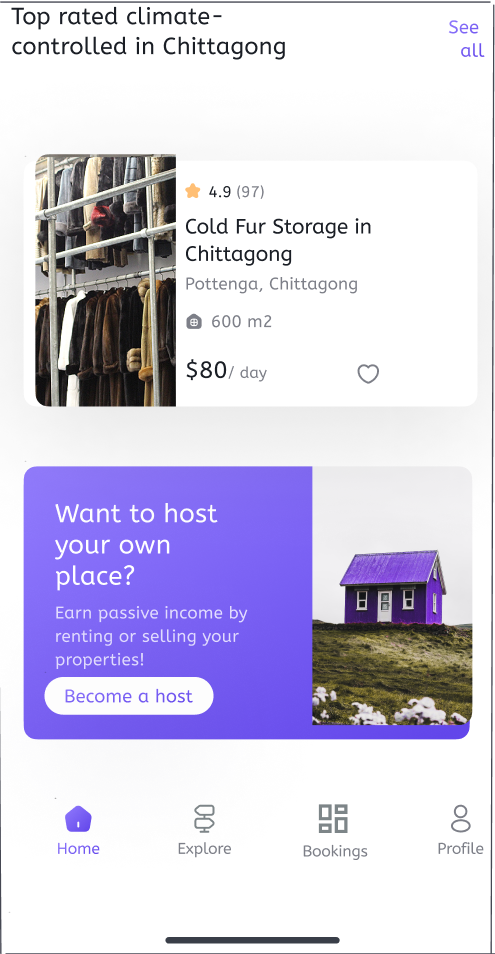 Top rated climate-
controlled in Chittagong
See
all
4.9 (97)
Cold Fur Storage in
Chittagong
Pottenga, Chittagong
600 m2
$80/ day
Want to host
your own
place?
Earn passive income by
renting or selling your
properties!
Become a host
Home
Explore
Bookings
Profile